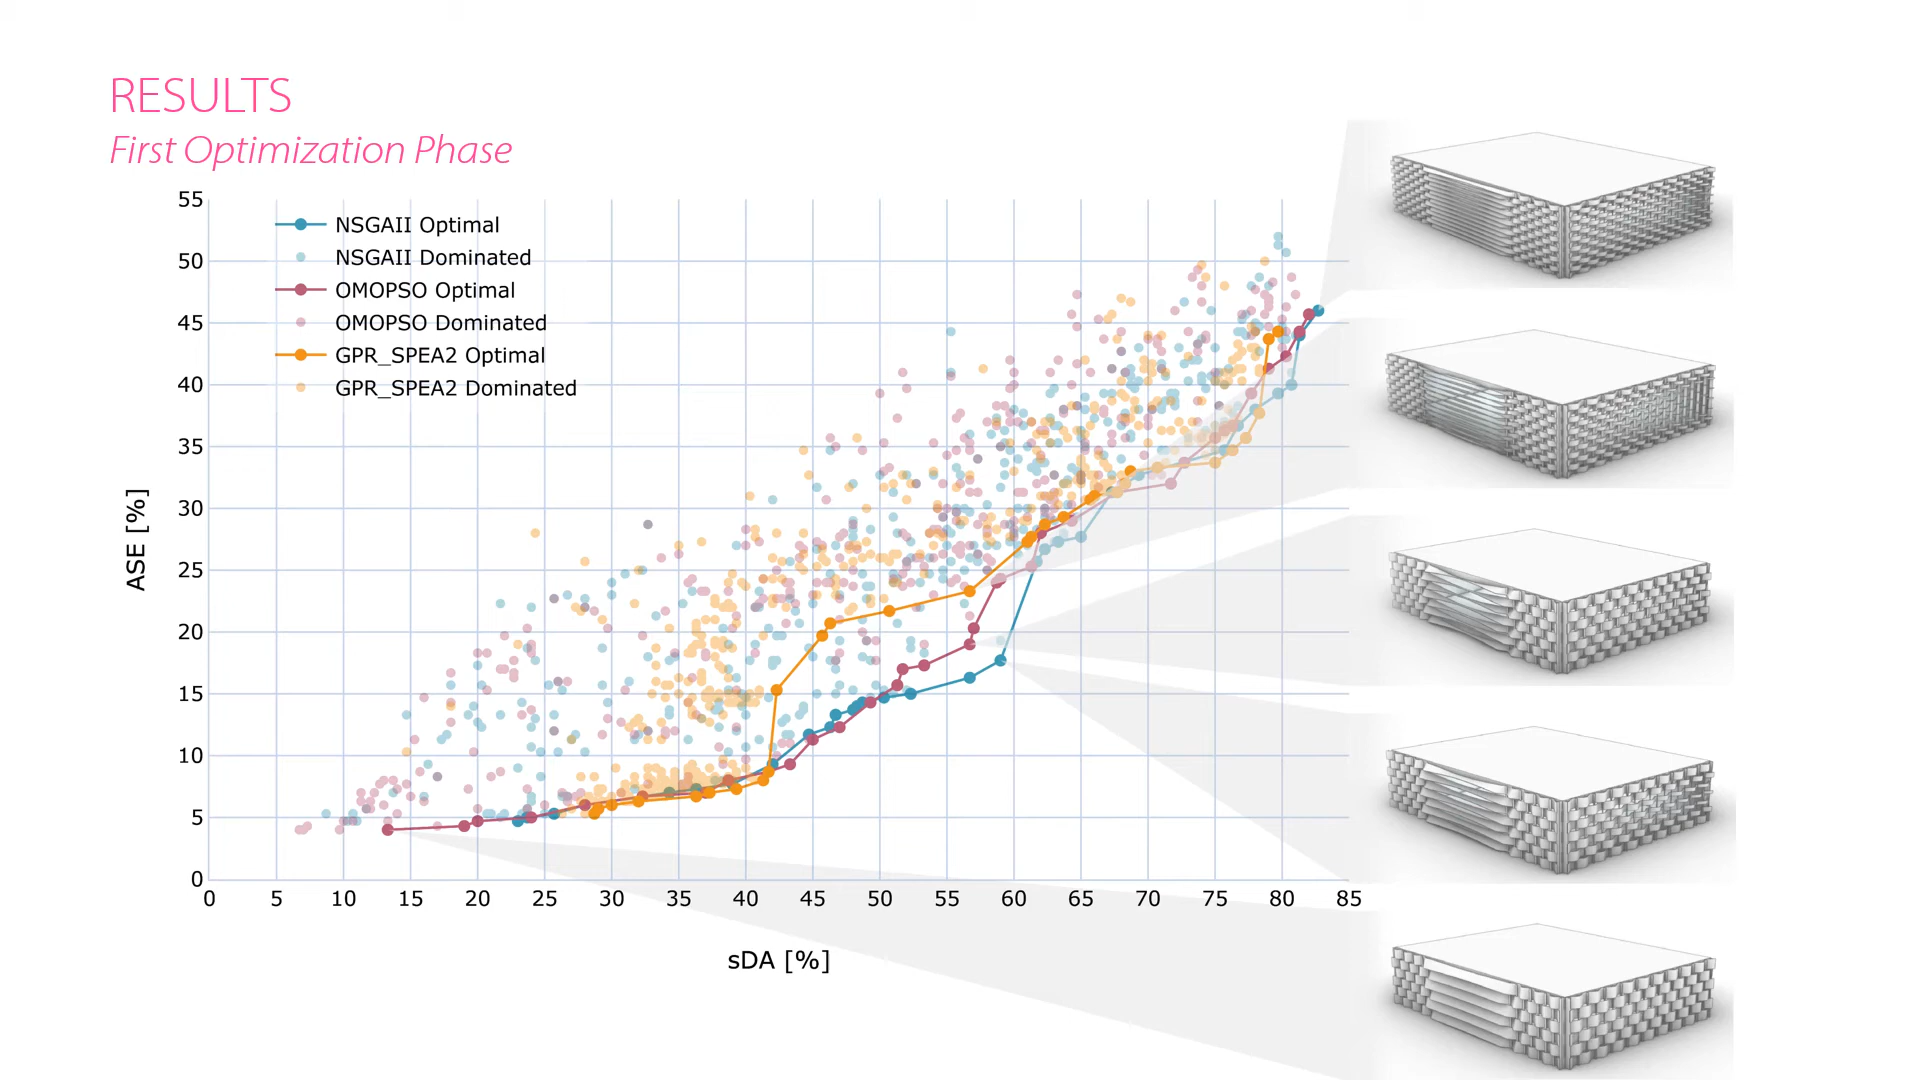 RESULTS
First Optimization Phase
NSGAII Optimal
NSGAII Dominated
OMOPSO Optimal
OMOPSO Dominated
GPR_SPEA2 Optimal
GPR_SPEA2 Dominated
55
50
45
40
35
30
25
20
15
10
5
0
ASE [%]
0 5 10 15 20 25 30 35 40 45 50 55 60 65 70 75 80 85
sDA [%]